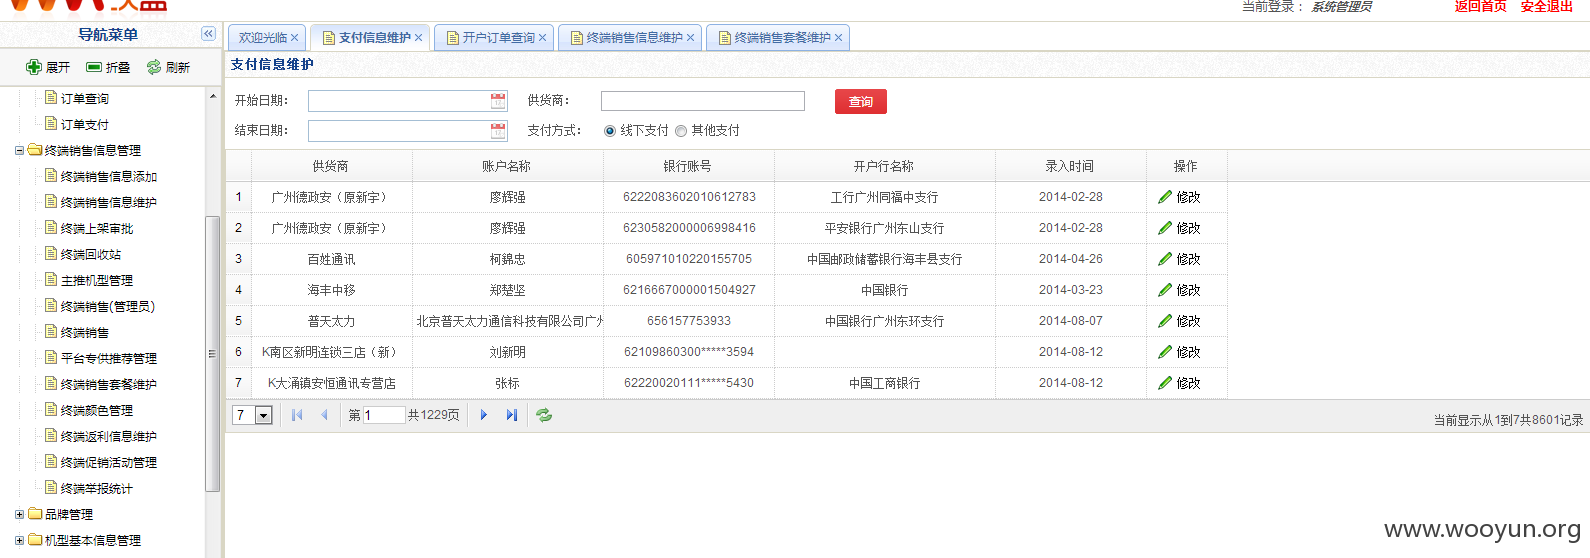 当前登录： 系统管理员 返回首页 安全退出
导航菜单
欢迎光临 支付信息维护 开户订单查询 终端销售信息维护 终端销售套餐维护
展开 折叠 刷新
订单查询
订单支付
终端销售信息管理
终端销售信息添加
终端销售信息维护
终端上架审批
终端回收站
主推机型管理
终端销售(管理员)
终端销售
平台专供推荐管理
终端销售套餐维护
终端颜色管理
终端返利信息维护
终端促销活动管理
终端举报统计
品牌管理
机型基本信息管理
支付信息维护
开始日期： 供货商： 查询
结束日期： 支付方式： 线下支付 其他支付
供货商 账户名称 银行账号 开户行名称 录入时间 操作
1 广州德政安（原新宇） 廖辉强 6222083602010612783 工行广州同福中支行 2014-02-28 修改
2 广州德政安（原新宇） 廖辉强 6230582000006998416 平安银行广州东山支行 2014-02-28 修改
3 百姓通讯 柯錦忠 605971010220155705 中国邮政储蓄银行海丰县支行 2014-04-26 修改
4 海丰中移 郑楚坚 6216667000001504927 中国银行 2014-03-23 修改
5 普天太力 北京普天太力通信科技有限公司广州 656157753933 中国银行广州东环支行 2014-08-07 修改
6 K南区新明连锁三店（新） 刘新明 62109860300*****3594 2014-08-12 修改
7 K大涌镇安恒通讯专营店 张标 62220020111*****5430 中国工商银行 2014-08-12 修改
7 第 1 共1229页
当前显示从1到7共8601记录
www.wooyun.org